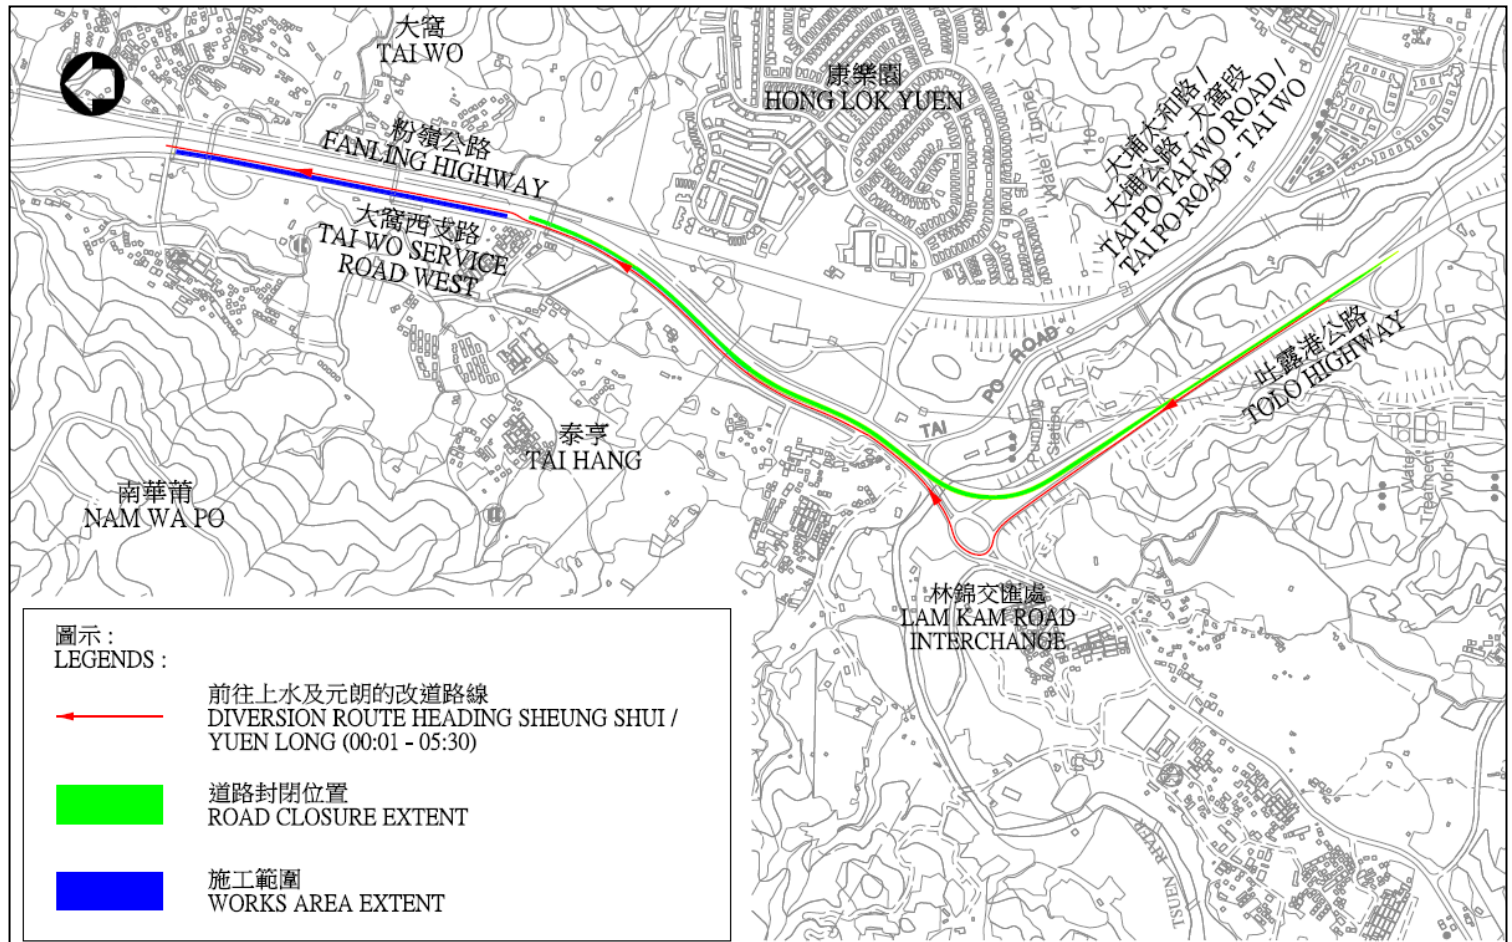 大窩
TAI WO
康樂園
HONG LOK YUEN
粉嶺公路
FANLING HIGHWAY
大埔太和路 /
大埔公路 - 大窩段
TAI PO TAI WO ROAD /
TAI PO ROAD - TAI WO
大窩西支路
TAI WO SERVICE
ROAD WEST
吐露港公路
TOLO HIGHWAY
TAI
PO
ROAD
Pumping
Station
Water
Treatment
Works
泰亨
TAI HANG
南華莆
NAM WA PO
林錦交匯處
LAM KAM ROAD
INTERCHANGE
TSUEN RIVER
圖示 :
LEGENDS :
前往上水及元朗的改道路線
DIVERSION ROUTE HEADING SHEUNG SHUI /
YUEN LONG (00:01 - 05:30)
道路封閉位置
ROAD CLOSURE EXTENT
施工範圍
WORKS AREA EXTENT